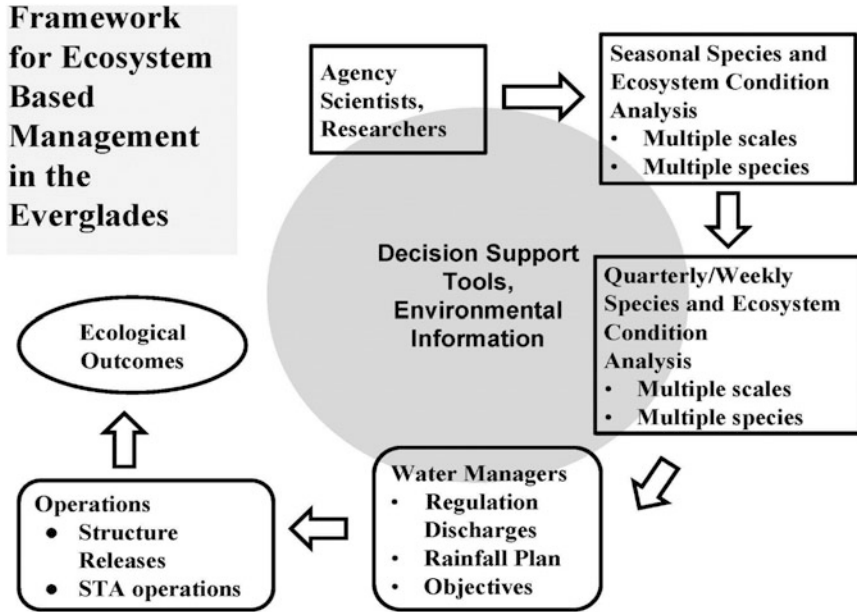 Framework
for Ecosystem
Based
Management
in the
Everglades
Agency
Scientists,
Researchers
Seasonal Species and
Ecosystem Condition
Analysis
• Multiple scales
• Multiple species
Decision Support
Tools,
Environmental
Information
Quarterly/Weekly
Species and Ecosystem
Condition
Analysis
• Multiple scales
• Multiple species
Water Managers
• Regulation
Discharges
• Rainfall Plan
• Objectives
Operations
● Structure
Releases
● STA operations
Ecological
Outcomes